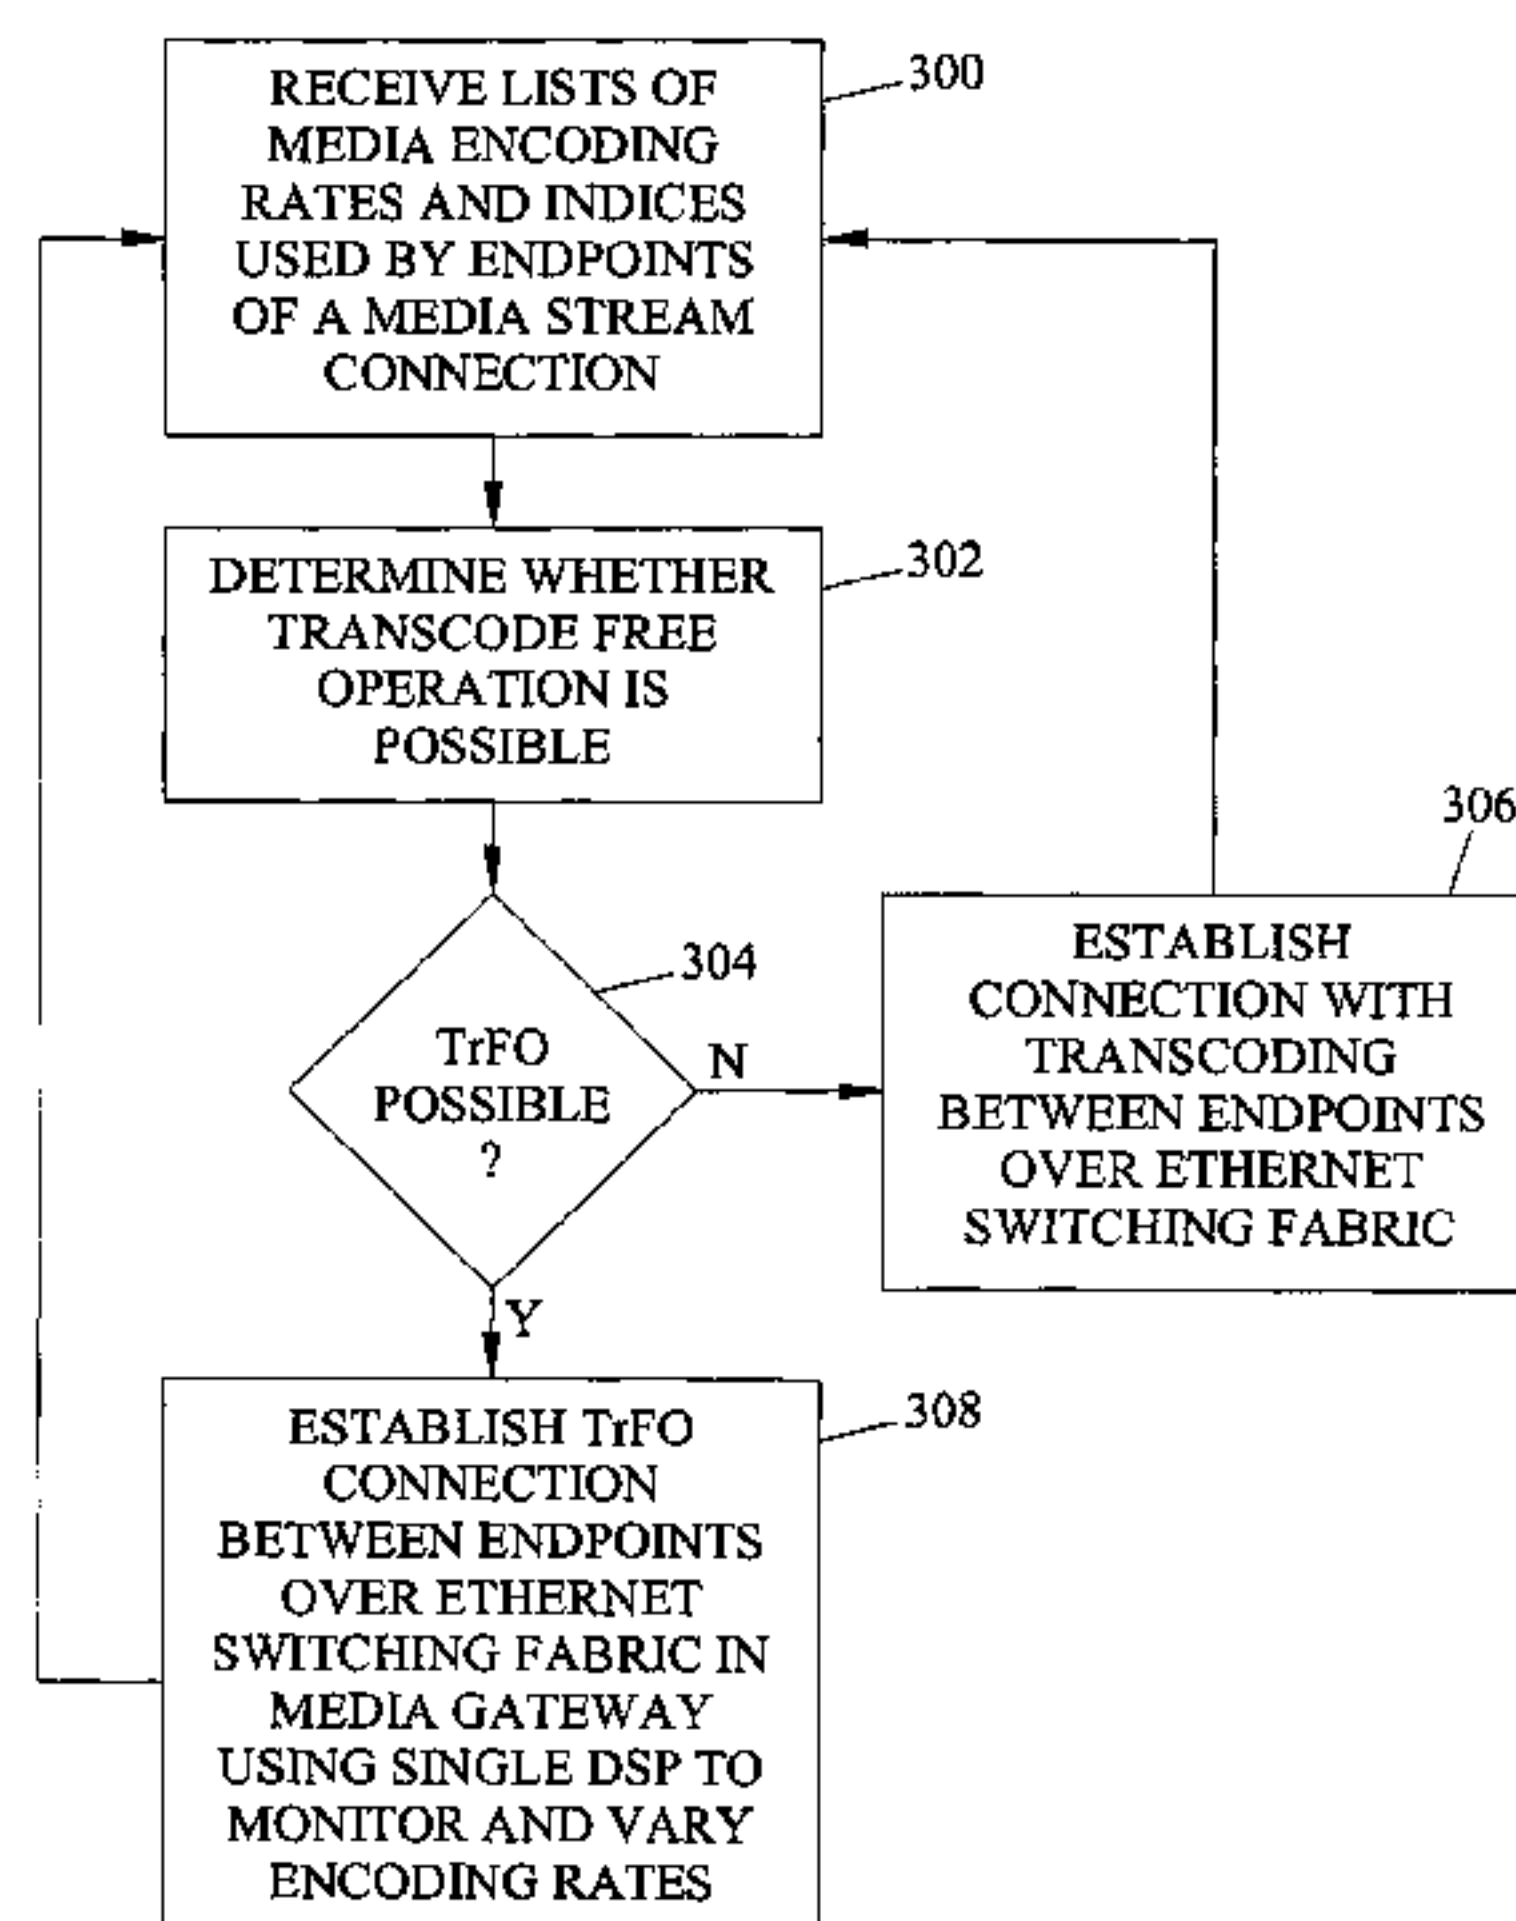 RECEIVE LISTS OF
MEDIA ENCODING
RATES AND INDICES
USED BY ENDPOINTS
OF A MEDIA STREAM
CONNECTION
300
DETERMINE WHETHER
TRANSCODE FREE
OPERATION IS
POSSIBLE
302
TrFO
POSSIBLE
?
304
N
Y
306
ESTABLISH
CONNECTION WITH
TRANSCODING
BETWEEN ENDPOINTS
OVER ETHERNET
SWITCHING FABRIC
ESTABLISH TrFO
CONNECTION
BETWEEN ENDPOINTS
OVER ETHERNET
SWITCHING FABRIC IN
MEDIA GATEWAY
USING SINGLE DSP TO
MONITOR AND VARY
ENCODING RATES
308